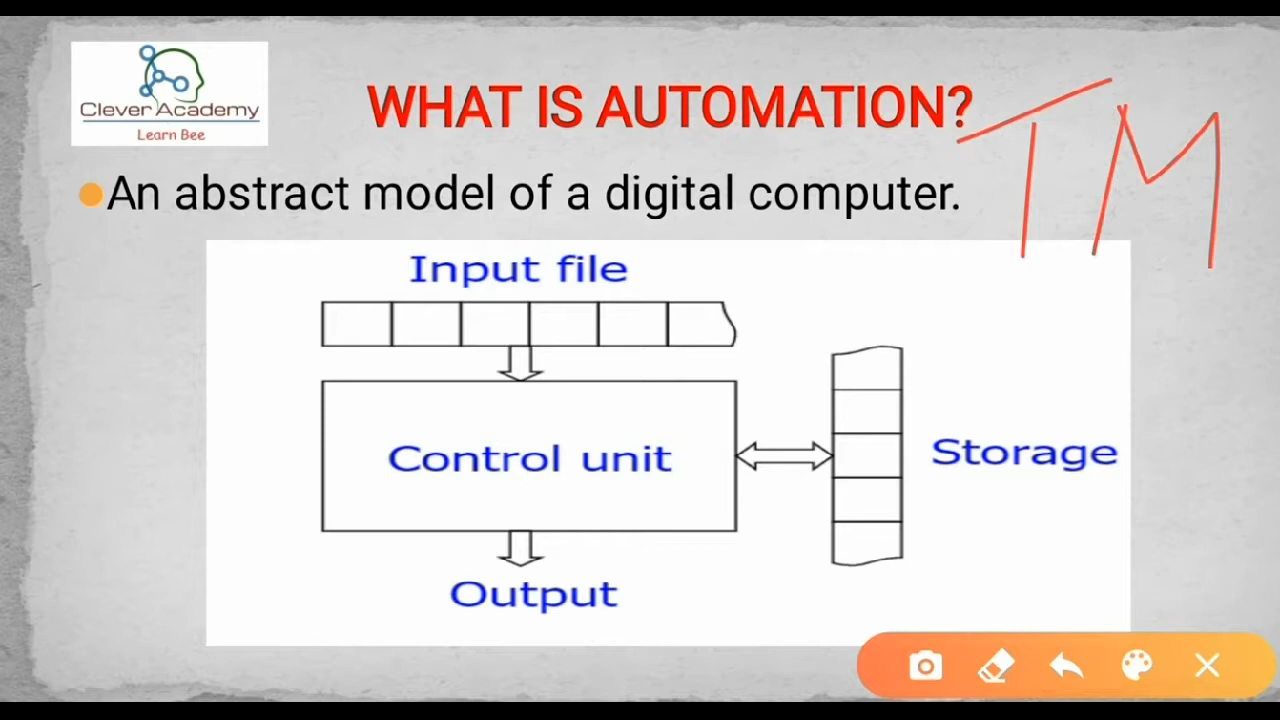 Clever Academy
Learn Bee
WHAT IS AUTOMATION?
TM
An abstract model of a digital computer.
Input file
Control unit
Storage
Output